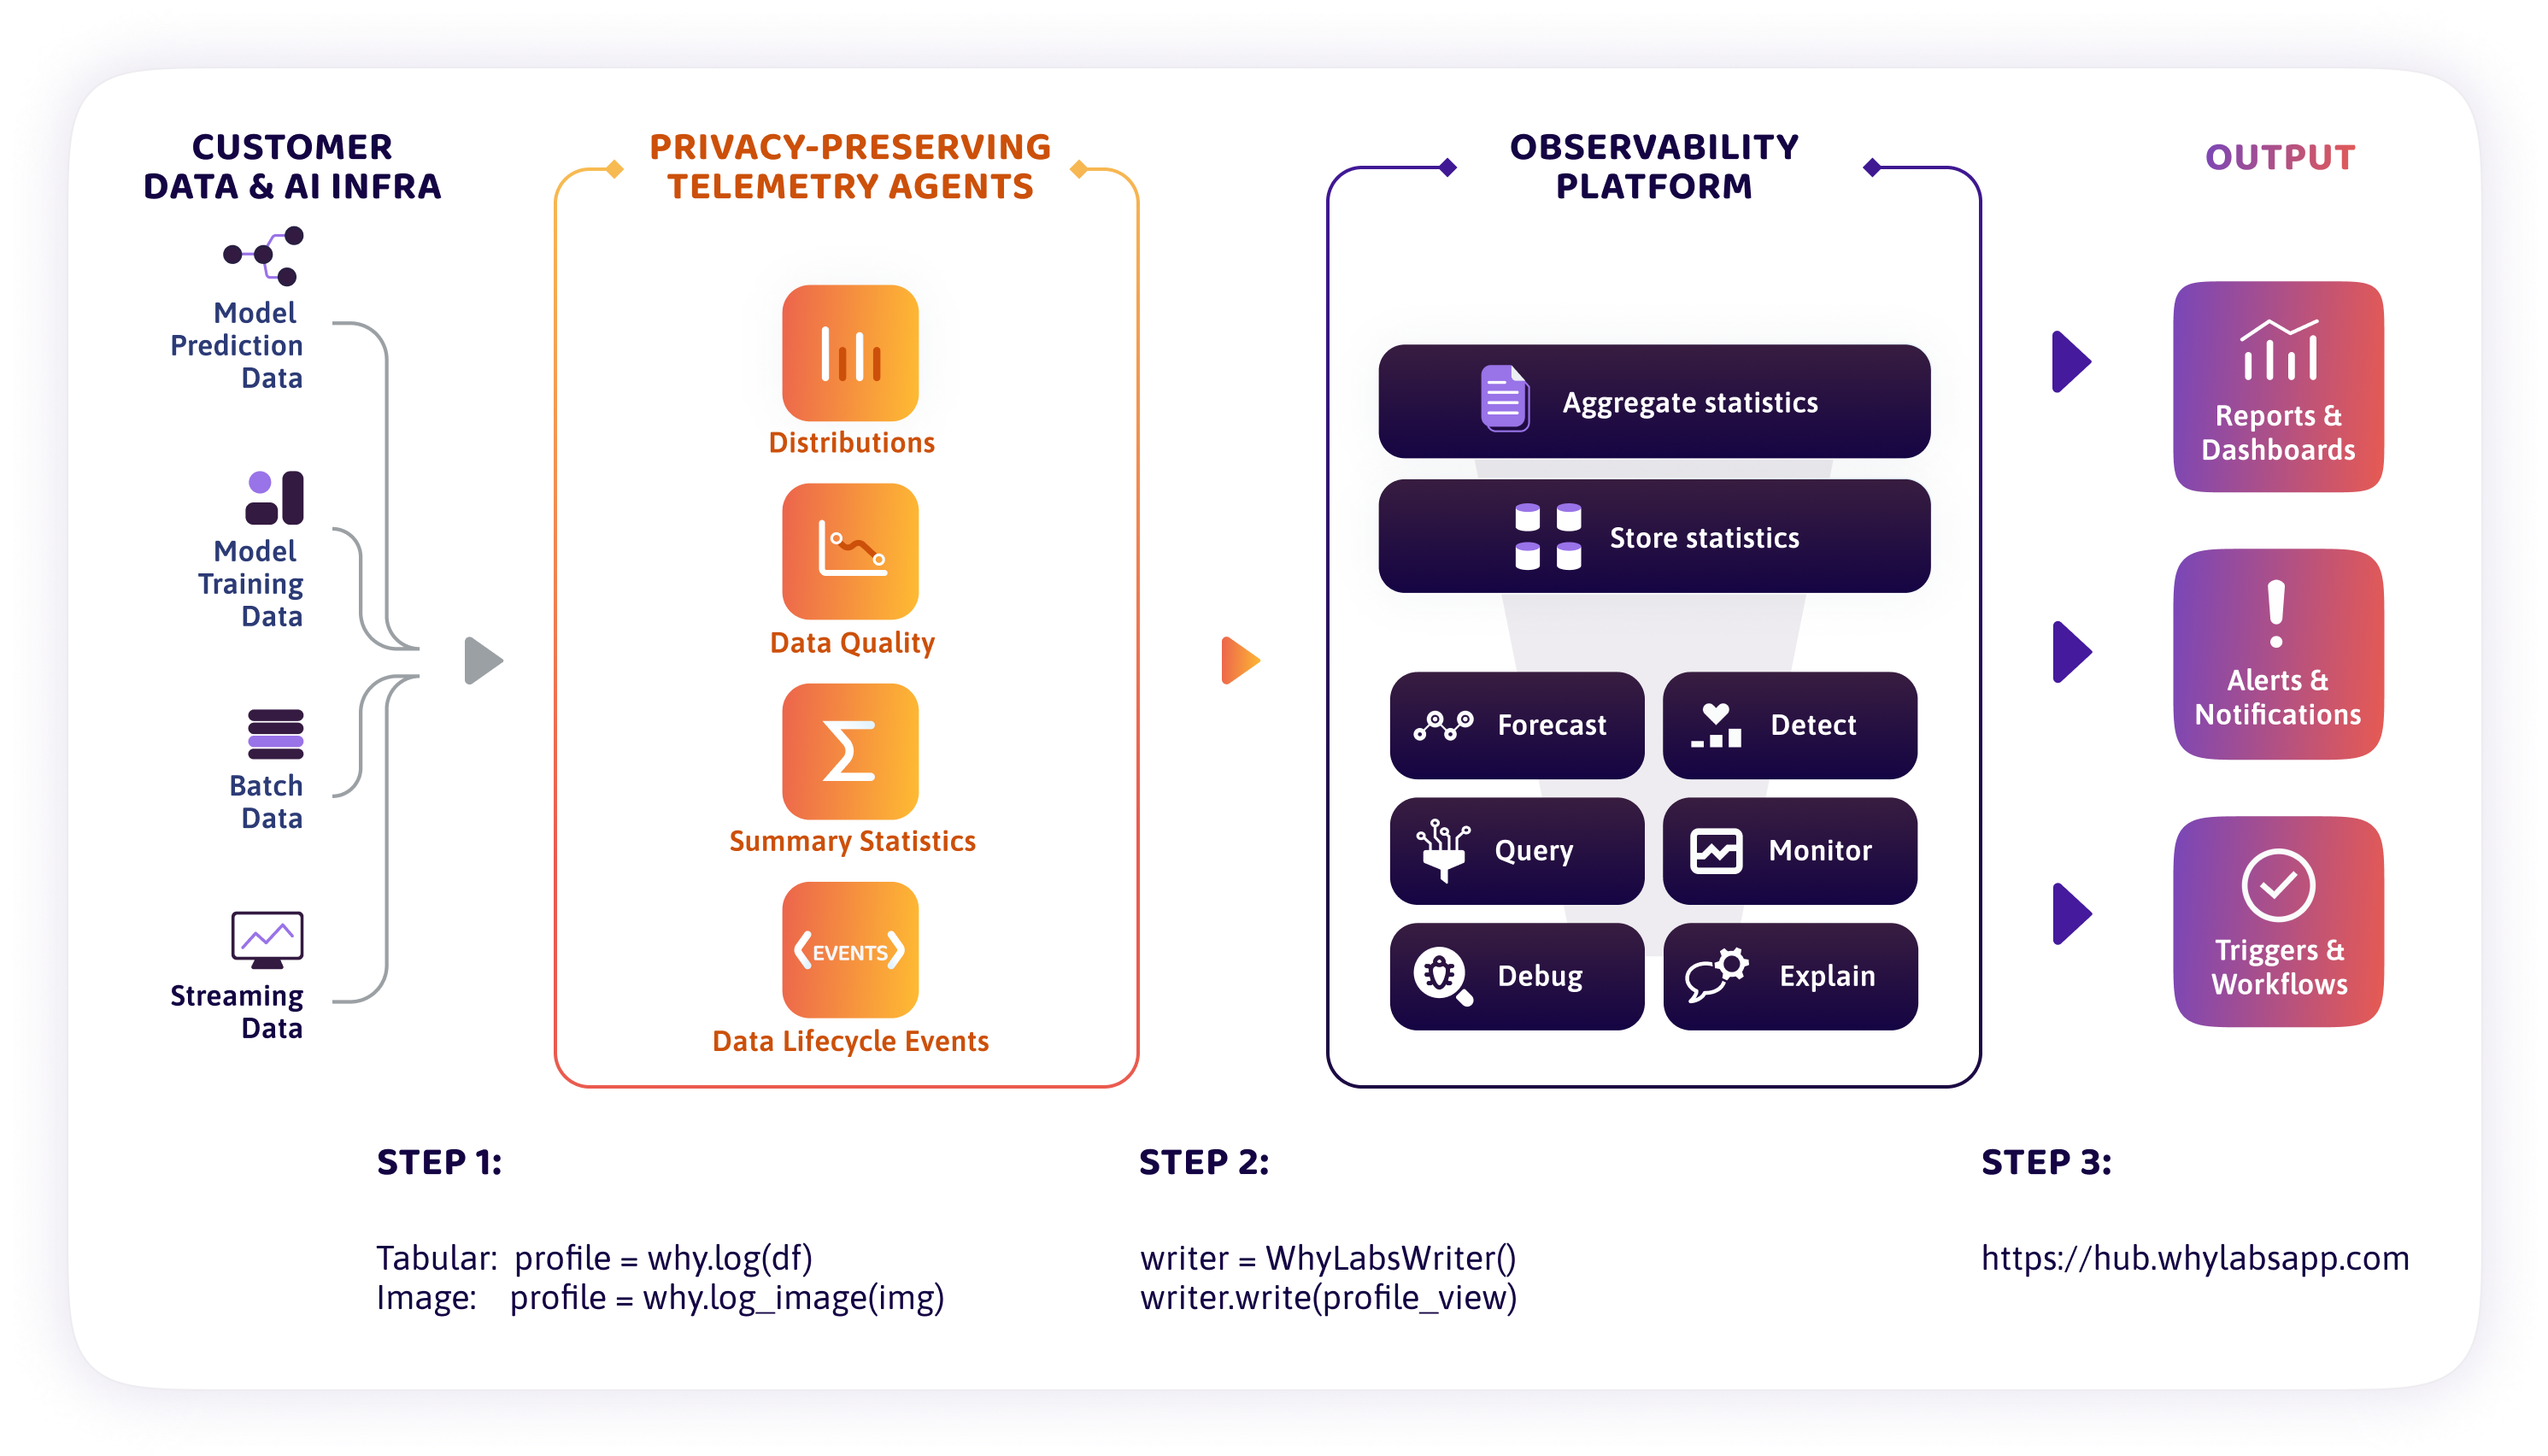 CUSTOMER
DATA & AI INFRA
Model
Prediction
Data
Model
Training
Data
Batch
Data
Streaming
Data
PRIVACY-PRESERVING
TELEMETRY AGENTS
Distributions
Data Quality
Summary Statistics
EVENTS
Data Lifecycle Events
OBSERVABILITY
PLATFORM
Aggregate statistics
Store statistics
Forecast
Detect
Query
Monitor
Debug
Explain
OUTPUT
Reports &
Dashboards
Alerts &
Notifications
Triggers &
Workflows
STEP 1:
Tabular: profile = why.log(df)
Image: profile = why.log_image(img)
STEP 2:
writer = WhyLabsWriter()
writer.write(profile_view)
STEP 3:
https://hub.whylabsapp.com